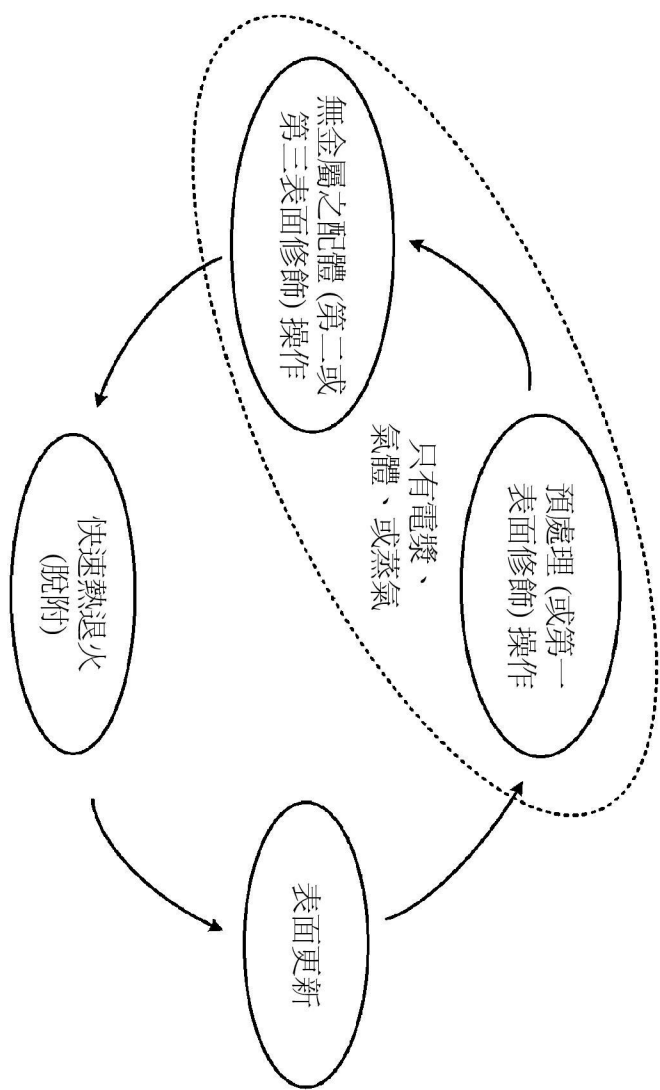 預處理 (或第一
表面修飾) 操作
無金屬之配體 (第二或
第三表面修飾) 操作
只有電漿、
氣體、或蒸氣
快速熱退火
(脫附)
表面更新